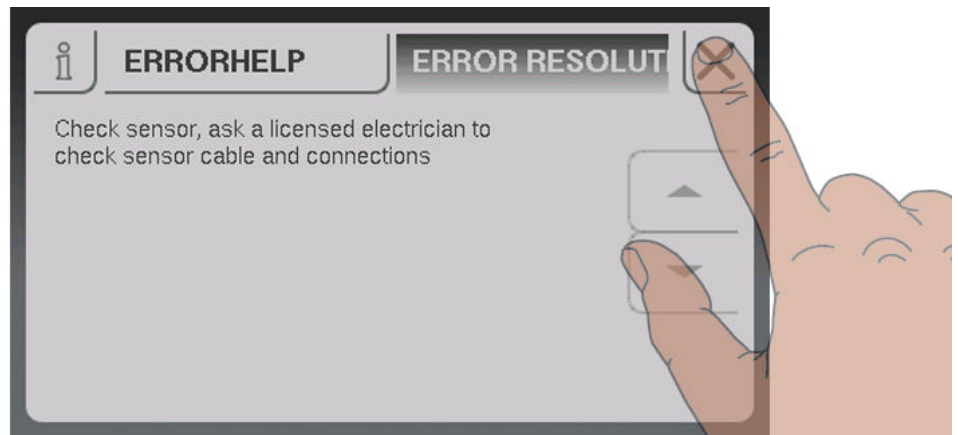 ERRORHELP
ERROR RESOLUT
Check sensor, ask a licensed electrician to
check sensor cable and connections